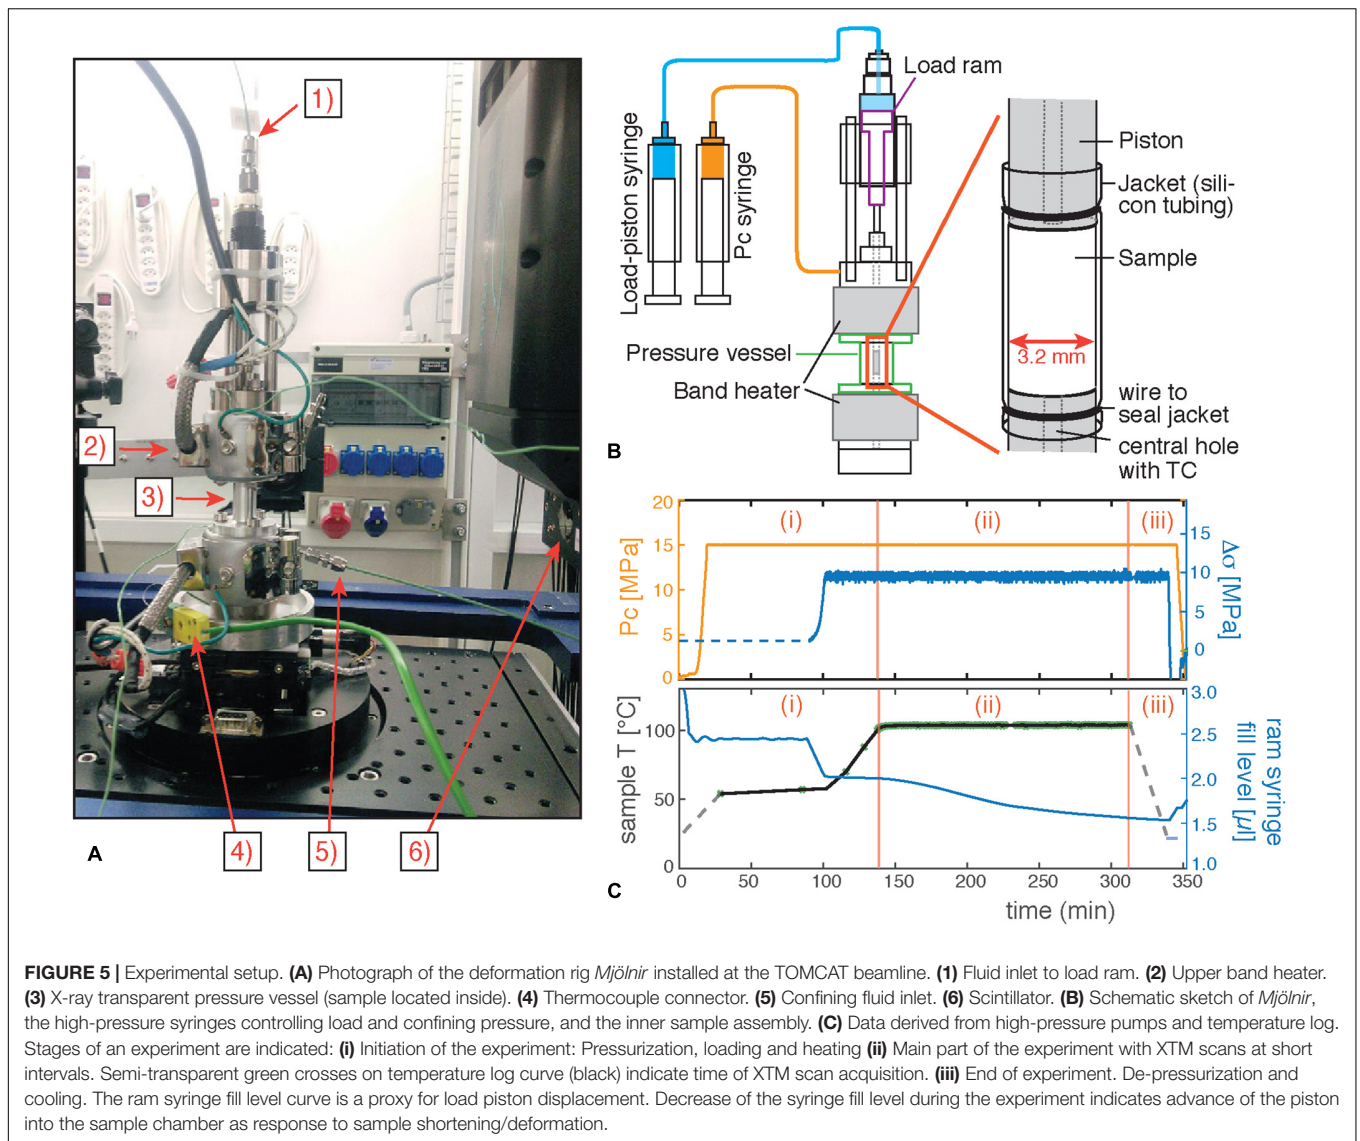 1)
2)
3)
4)
5)
6)
A
Load-piston syringe
Pc syringe
Load ram
Pressure vessel
Band heater
Piston
Jacket (sili-
con tubing)
Sample
3.2 mm
wire to
seal jacket
central hole
with TC
B
Pc [MPa]
20
15
10
5
0
(i)
(ii)
(iii)
15
10
5
0
Δσ [MPa]
sample T [°C]
100
50
0
(i)
(ii)
(iii)
3.0
2.5
2.0
1.5
1.0
ram syringe
fill level [µl]
0
50
100
150
200
250
300
350
time (min)
C
FIGURE 5 | Experimental setup. (A) Photograph of the deformation rig Mjölnir installed at the TOMCAT beamline. (1) Fluid inlet to load ram. (2) Upper band heater.
(3) X-ray transparent pressure vessel (sample located inside). (4) Thermocouple connector. (5) Confining fluid inlet. (6) Scintillator. (B) Schematic sketch of Mjölnir,
the high-pressure syringes controlling load and confining pressure, and the inner sample assembly. (C) Data derived from high-pressure pumps and temperature log.
Stages of an experiment are indicated: (i) Initiation of the experiment: Pressurization, loading and heating (ii) Main part of the experiment with XTM scans at short
intervals. Semi-transparent green crosses on temperature log curve (black) indicate time of XTM scan acquisition. (iii) End of experiment. De-pressurization and
cooling. The ram syringe fill level curve is a proxy for load piston displacement. Decrease of the syringe fill level during the experiment indicates advance of the piston
into the sample chamber as response to sample shortening/deformation.